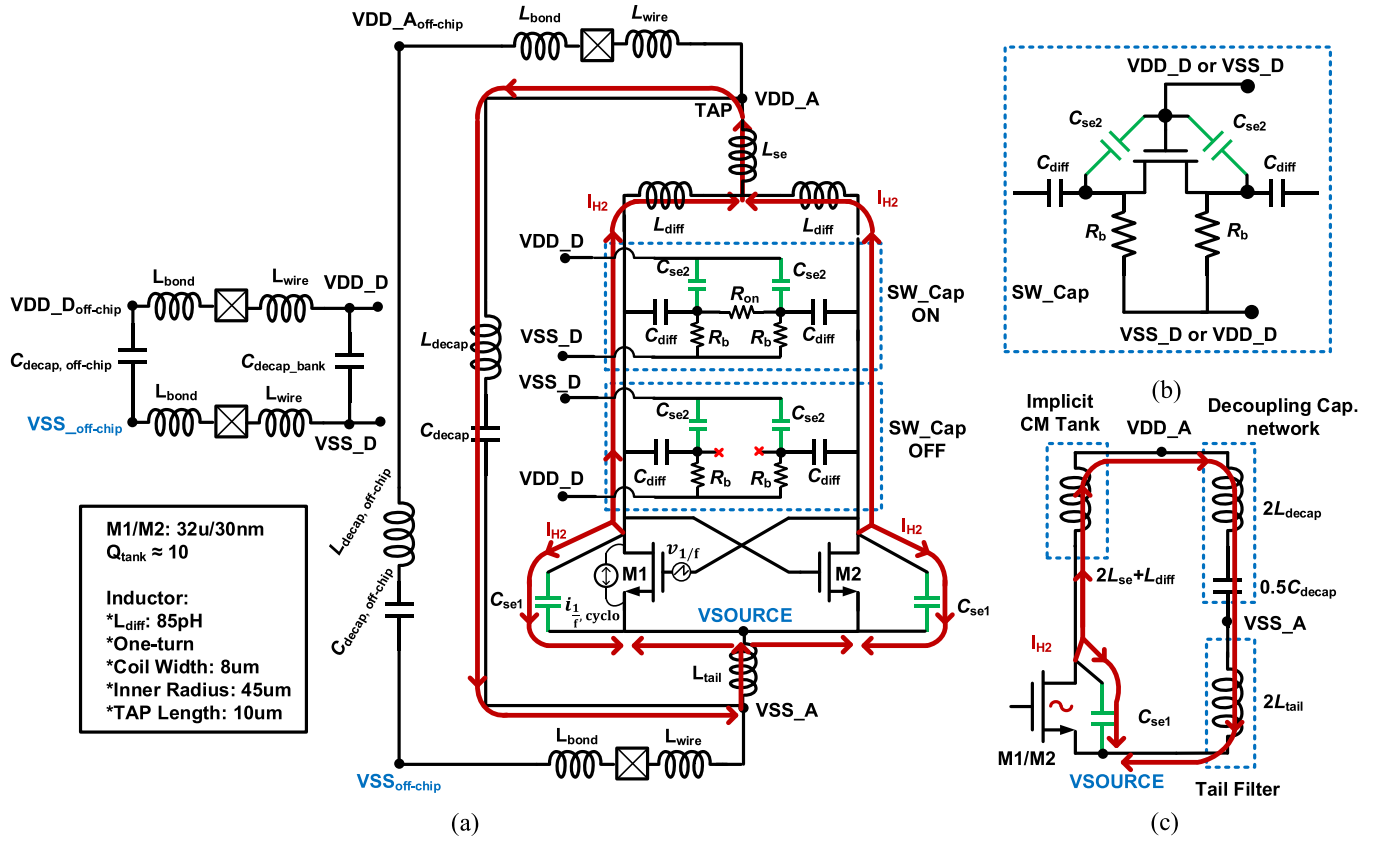 (a)
VDD_Aoff-chip
Lbond
Lwire
VDD_A
TAP
Lse
IH2
IH2
Ldiff
Ldiff
VDD_D
Cse2
Cse2
Ron
Cdiff
Cdiff
Rb
Rb
VSS_D
SW_Cap
ON
VSS_D
Cse2
Cse2
Cdiff
Cdiff
Rb
Rb
VDD_D
SW_Cap
OFF
Lbond
Lwire
VDD_D
VDD_Doff-chip
Cdecap, off-chip
Cdecap_bank
Lbond
Lwire
VSS_off-chip
VSS_D
Ldecap
Cdecap
Ldecap, off-chip
Cdecap, off-chip
IH2
IH2
v1/f
M1
M2
Cse1
Cse1
i1/f, cyclo
VSOURCE
Ltail
VSS_A
Lbond
Lwire
VSSoff-chip
M1/M2: 32u/30nm
Qtank ≈ 10
Inductor:
*Ldiff: 85pH
*One-turn
*Coil Width: 8um
*Inner Radius: 45um
*TAP Length: 10um
(a)
VDD_D or VSS_D
Cse2
Cse2
Cdiff
Cdiff
Rb
Rb
SW_Cap
VSS_D or VDD_D
(b)
Implicit
CM Tank
Decoupling Cap.
network
VDD_A
2Ldecap
2Lse+Ldiff
0.5Cdecap
VSS_A
IH2
Cse1
2Ltail
M1/M2
VSOURCE
Tail Filter
(c)